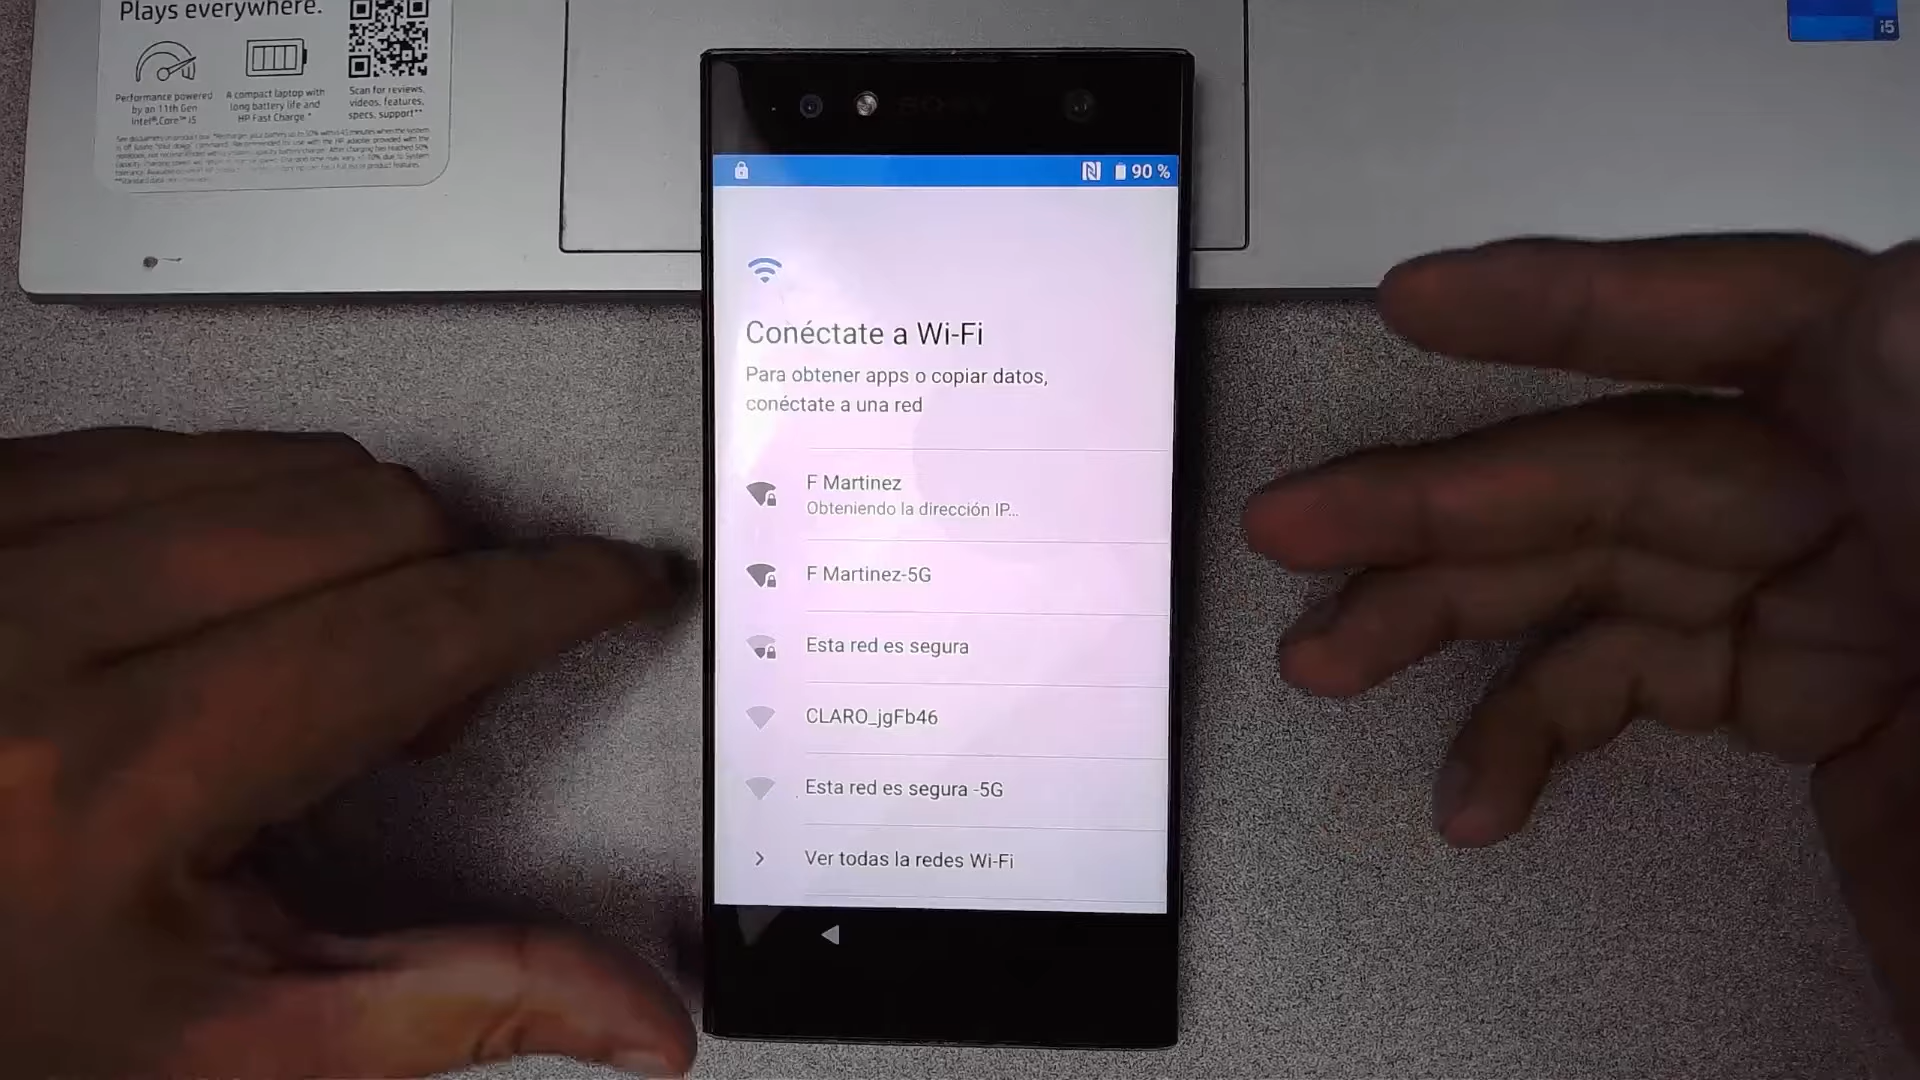 Plays everywhere.
Performance powered
by an 11th Gen
Intel® Core™ i5
A compact laptop with
long battery life and
HP Fast Charge.*
Scan for reviews,
videos, features,
specs, support**
i5
SONY
90 %
Conéctate a Wi-Fi
Para obtener apps o copiar datos,
conéctate a una red
F Martinez
Obteniendo la dirección IP...
F Martinez-5G
Esta red es segura
CLARO_jgFb46
Esta red es segura -5G
Ver todas la redes Wi-Fi